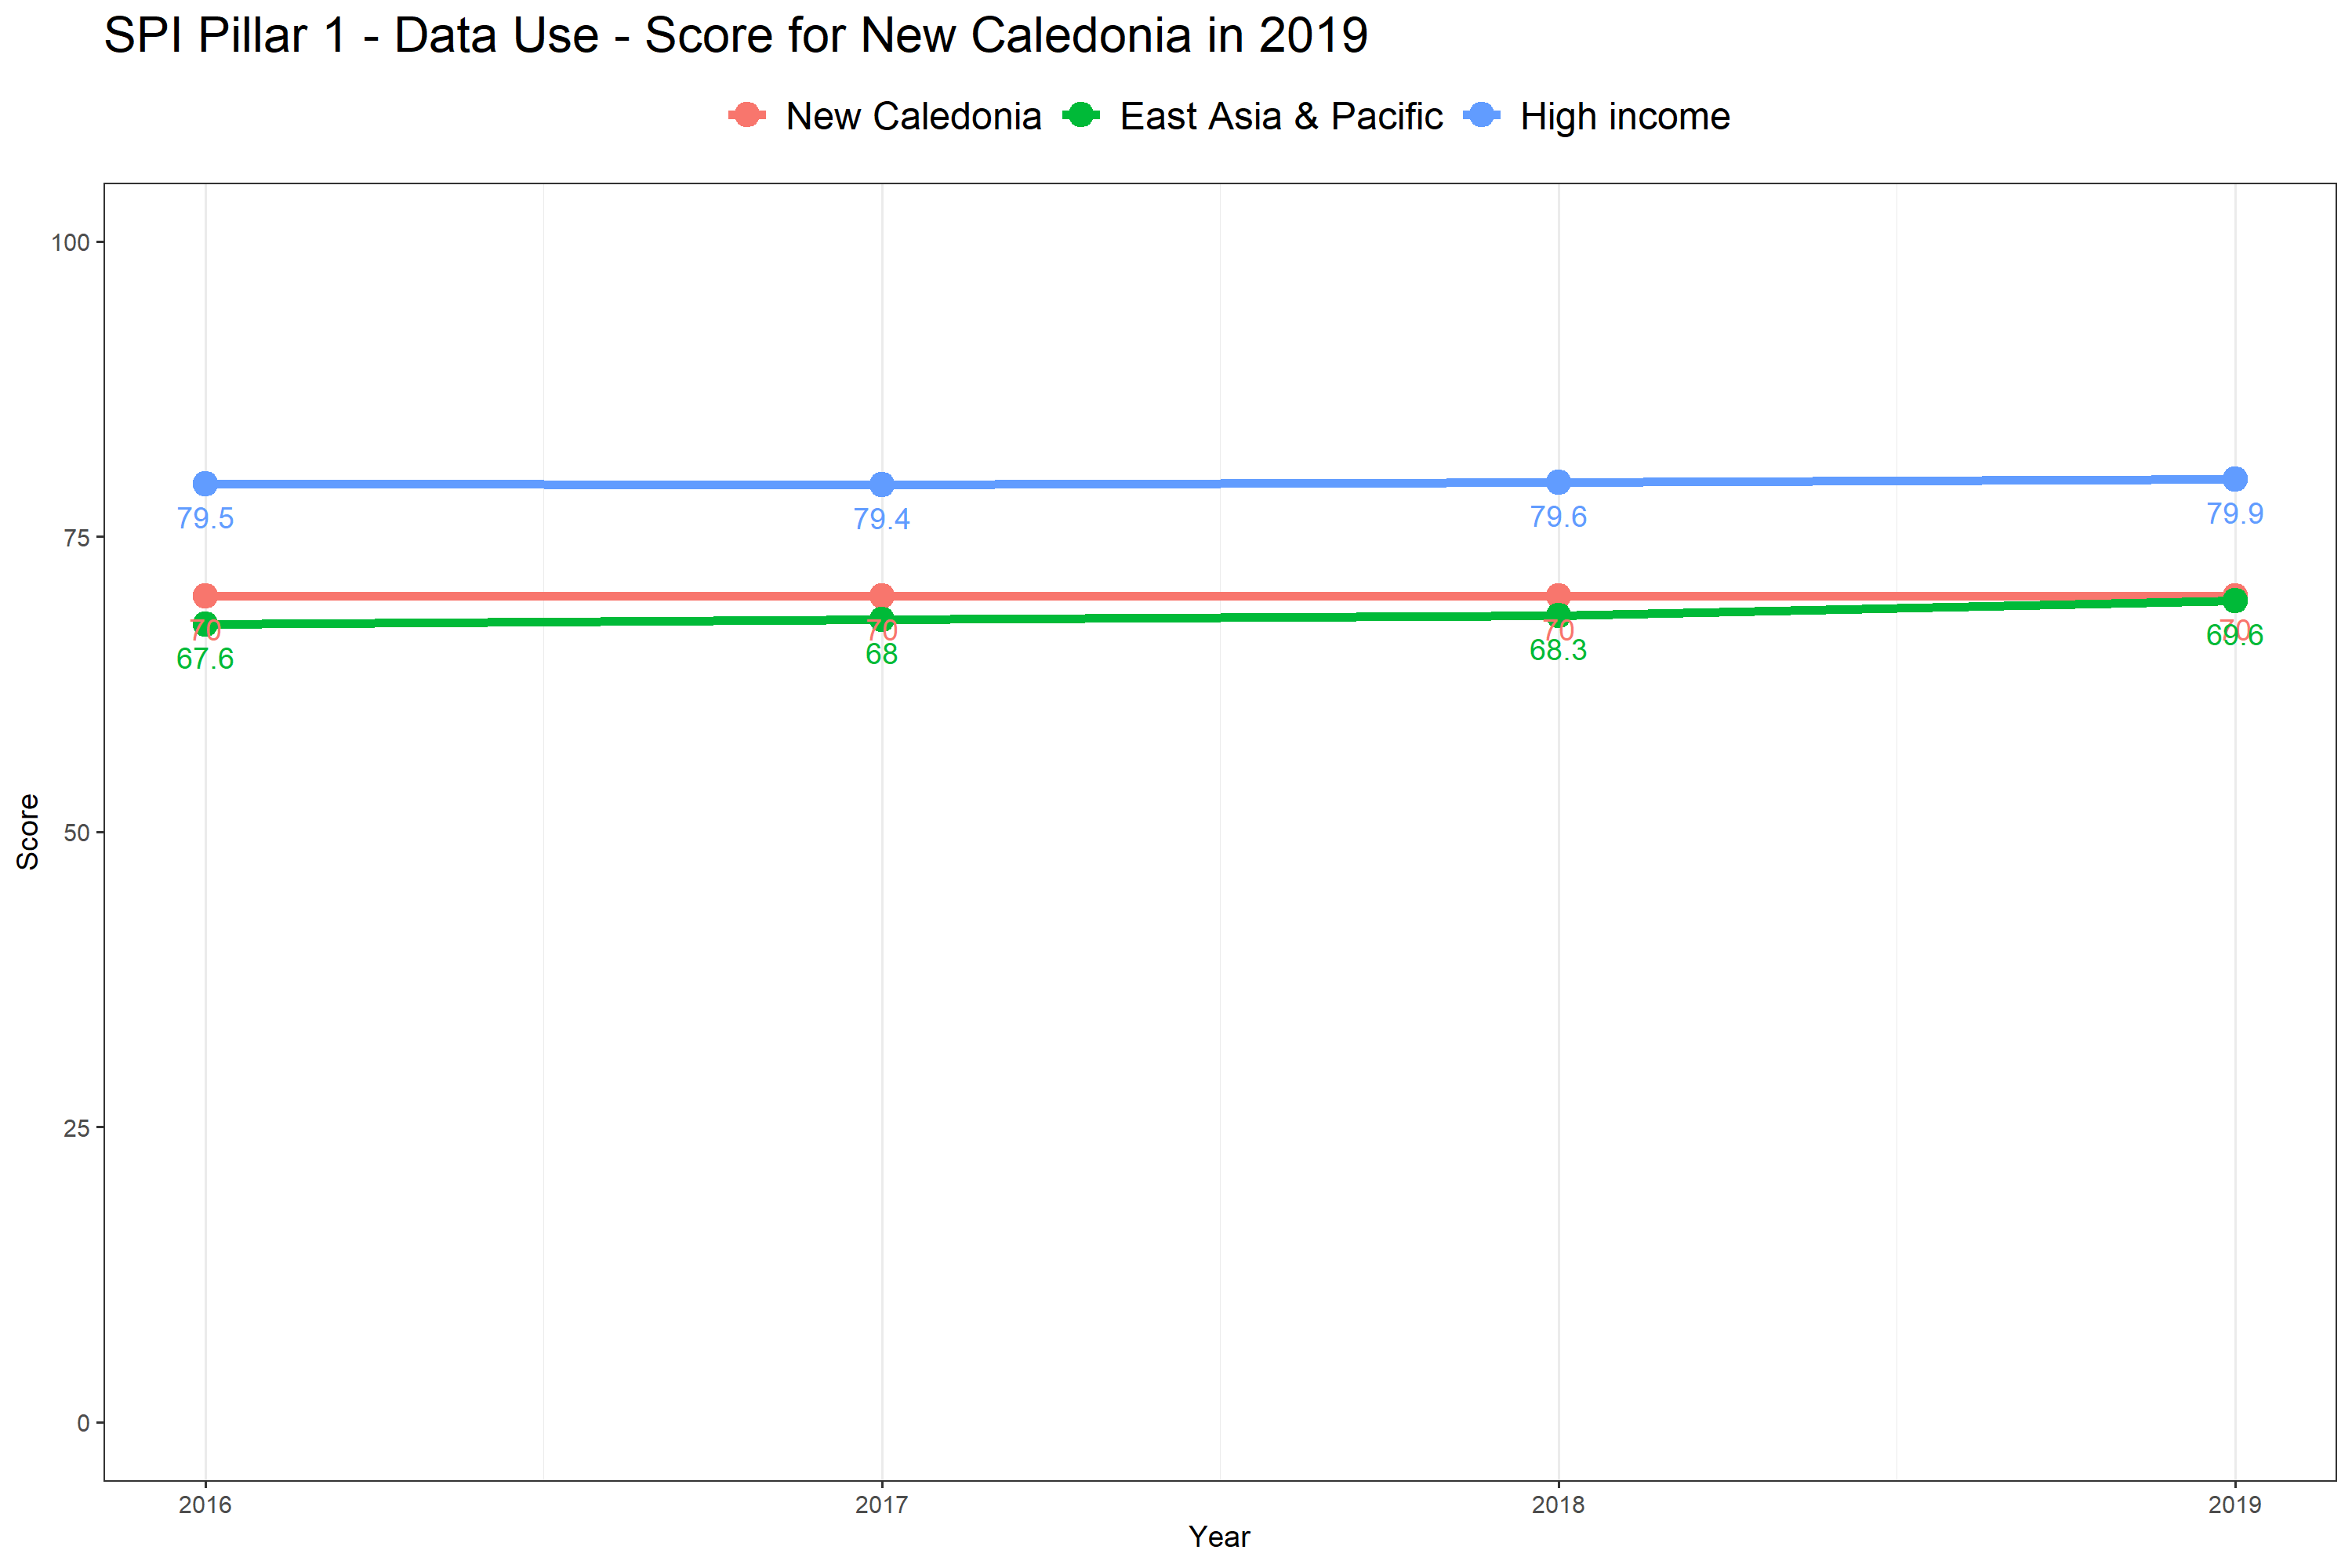 SPI Pillar 1 - Data Use - Score for New Caledonia in 2019
New Caledonia East Asia & Pacific High income
100
75
50
25
0
Score
79.5 79.4 79.6 79.9
70 70 70 70
67.6 68 68.3 69.6
2016 2017 2018 2019
Year